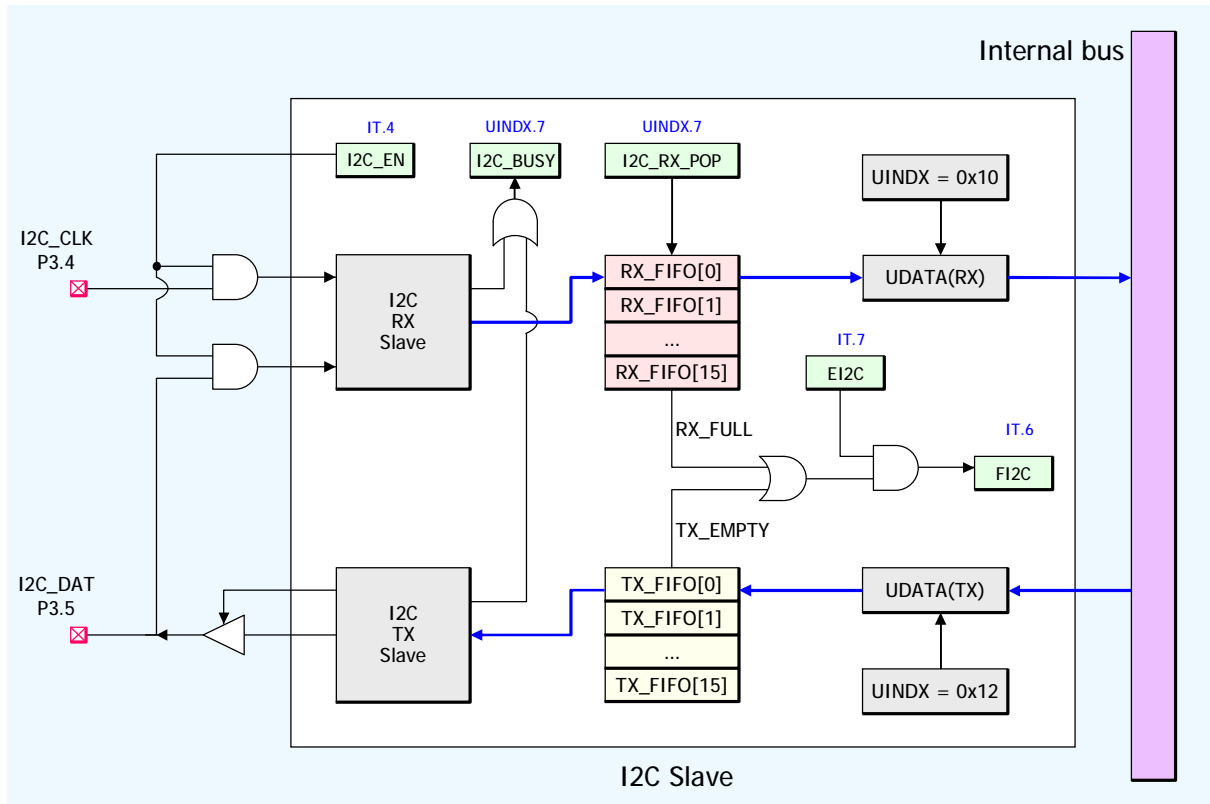 Internal bus
IT.4
UINDX.7
UINDX.7
I2C_EN
I2C_BUSY
I2C_RX_POP
UINDX = 0x10
I2C_CLK
P3.4
I2C
RX
Slave
RX_FIFO[0]
RX_FIFO[1]
...
RX_FIFO[15]
UDATA(RX)
IT.7
EI2C
RX_FULL
IT.6
FI2C
TX_EMPTY
I2C_DAT
P3.5
I2C
TX
Slave
TX_FIFO[0]
TX_FIFO[1]
...
TX_FIFO[15]
UDATA(TX)
UINDX = 0x12
I2C Slave